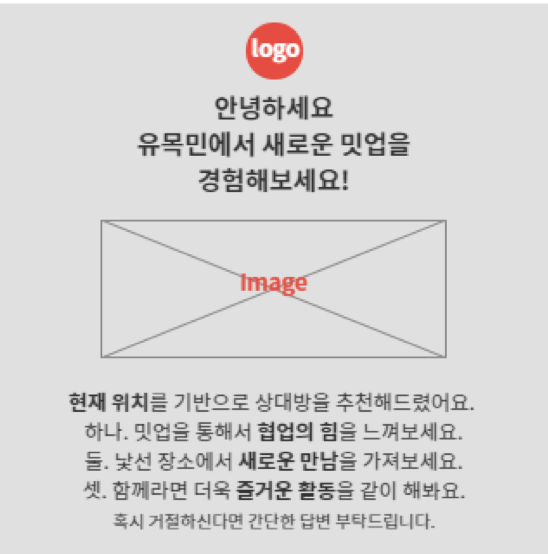 logo
안녕하세요
유목민에서 새로운 밋업을
경험해보세요!
Image
현재 위치를 기반으로 상대방을 추천해드렸어요.
하나. 밋업을 통해서 협업의 힘을 느껴보세요.
둘. 낯선 장소에서 새로운 만남을 가져보세요.
셋. 함께라면 더욱 즐거운 활동을 같이 해봐요.
혹시 거절하신다면 간단한 답변 부탁드립니다.